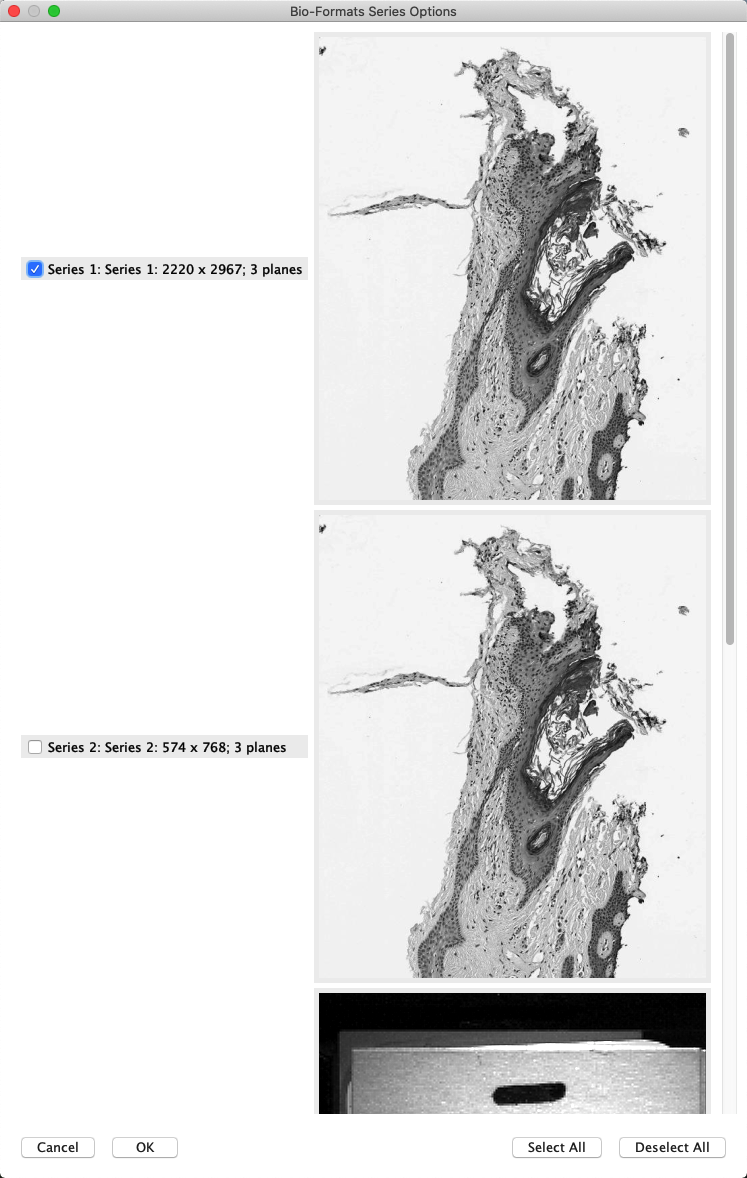 Bio-Formats Series Options
Series 1: Series 1: 2220 x 2967; 3 planes
Series 2: Series 2: 574 x 768; 3 planes
Cancel
OK
Select All
Deselect All